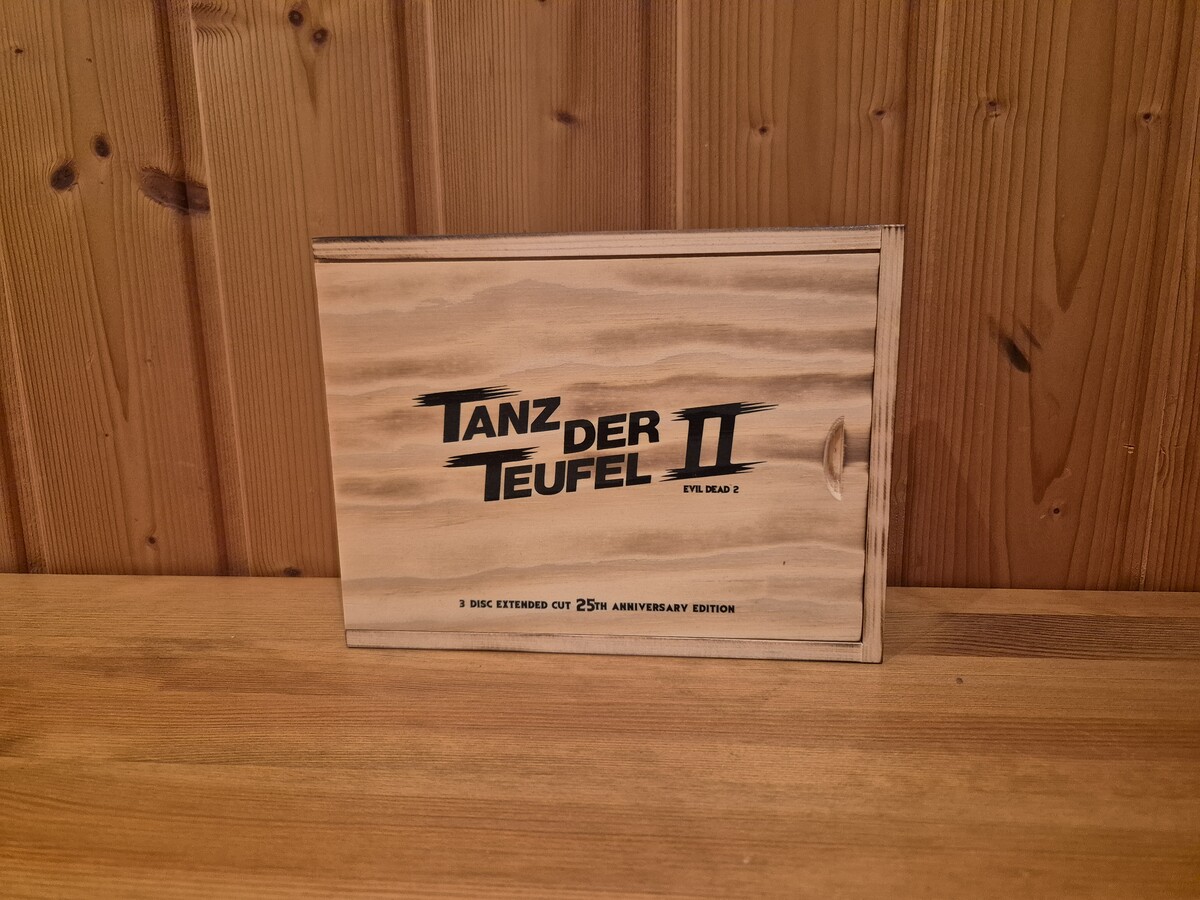 TANZ DER
TEUFEL II
EVIL DEAD 2
3 DISC EXTENDED CUT 25TH ANNIVERSARY EDITION